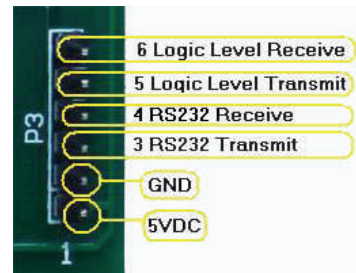 6 Logic Level Receive
5 Logic Level Transmit
4 RS232 Receive
3 RS232 Transmit
GND
5VDC
P3
1